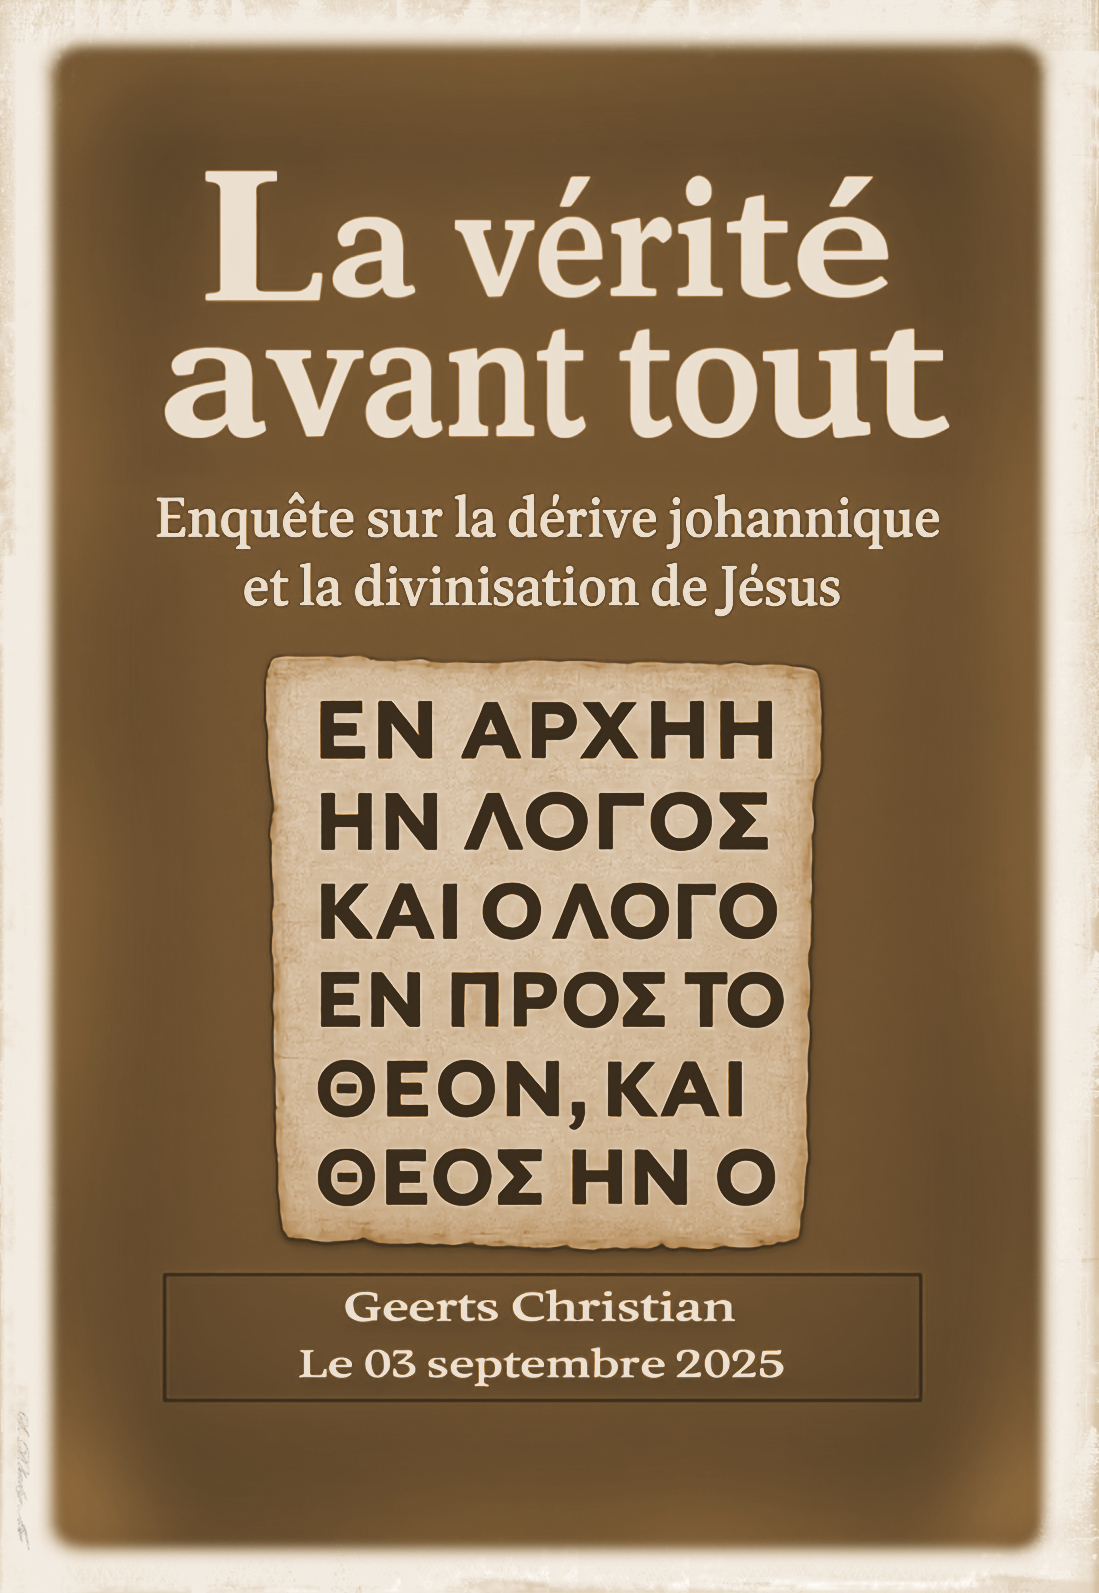 La vérité
avant tout
Enquête sur la dérive johannique
et la divinisation de Jésus
ΕΝ ΑΡΧΗΗ
ΗΝ ΛΟΓΟΣ
ΚΑΙ Ο ΛΟΓΟ
ΕΝ ΠΡΟΣ ΤΟ
ΘΕΟΝ, ΚΑΙ
ΘΕΟΣ ΗΝ Ο
Geerts Christian
Le 03 septembre 2025